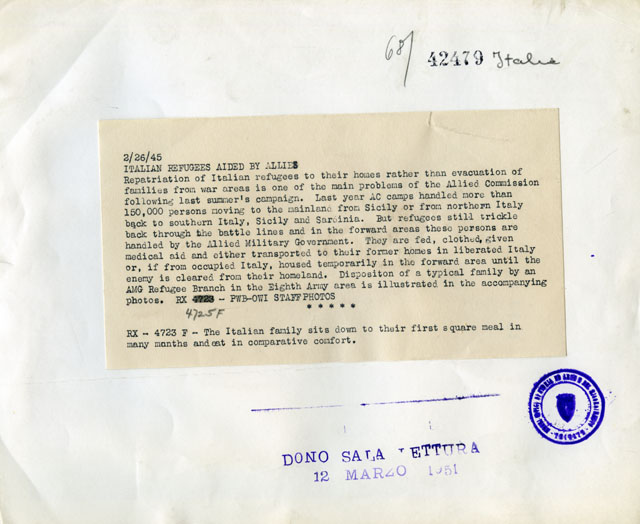 68/ 42479 Italia
2/26/45
ITALIAN REFUGEES AIDED BY ALLIES
Repatriation of Italian refugees to their homes rather than evacuation of
families from war areas is one of the main problems of the Allied Commission
following last summer's campaign. Last year AC camps handled more than
150,000 persons moving to the mainland from Sicily or from northern Italy
back to southern Italy, Sicily and Sardinia. But refugees still trickle
back through the battle lines and in the forward areas these persons are
handled by the Allied Military Government. They are fed, clothed, given
medical aid and either transported to their former homes in liberated Italy
or, if from occupied Italy, housed temporarily in the forward area until the
enemy is cleared from their homeland. Dispositon of a typical family by an
AMG Refugee Branch in the Eighth Army area is illustrated in the accompanying
photos. RX 4723 - PWB-OWI STAFF PHOTOS
4725F * * * * *
RX - 4723 F - The Italian family sits down to their first square meal in
many months and eat in comparative comfort.
DONO SALA LETTURA
12 MARZO 1951